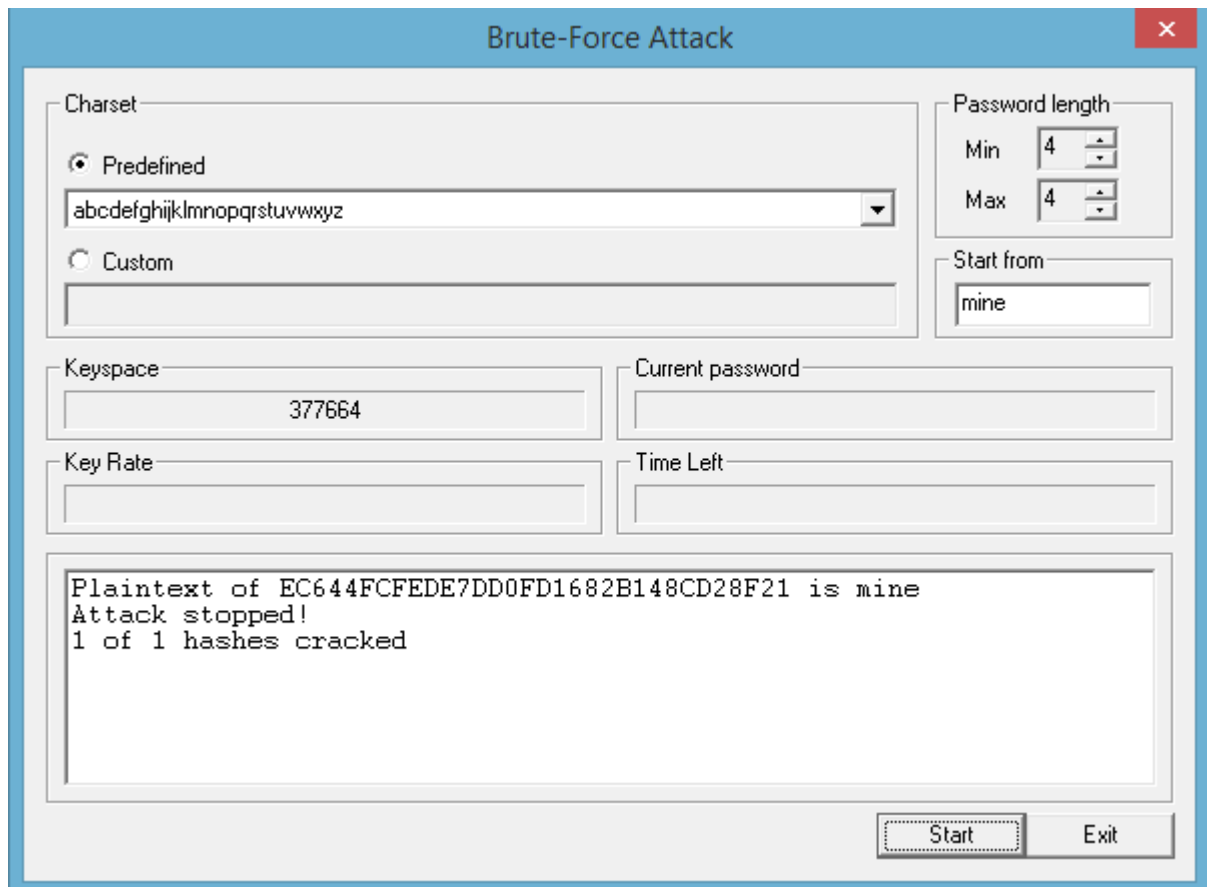 Brute-Force Attack
Charset
Predefined
abcdefghijklmnopqrstuvwxyz
Custom
Password length
Min 4
Max 4
Start from
mine
Keyspace
377664
Current password
Key Rate
Time Left
Plaintext of EC644FCFEDE7DD0FD1682B148CD28F21 is mine
Attack stopped!
1 of 1 hashes cracked
Start
Exit